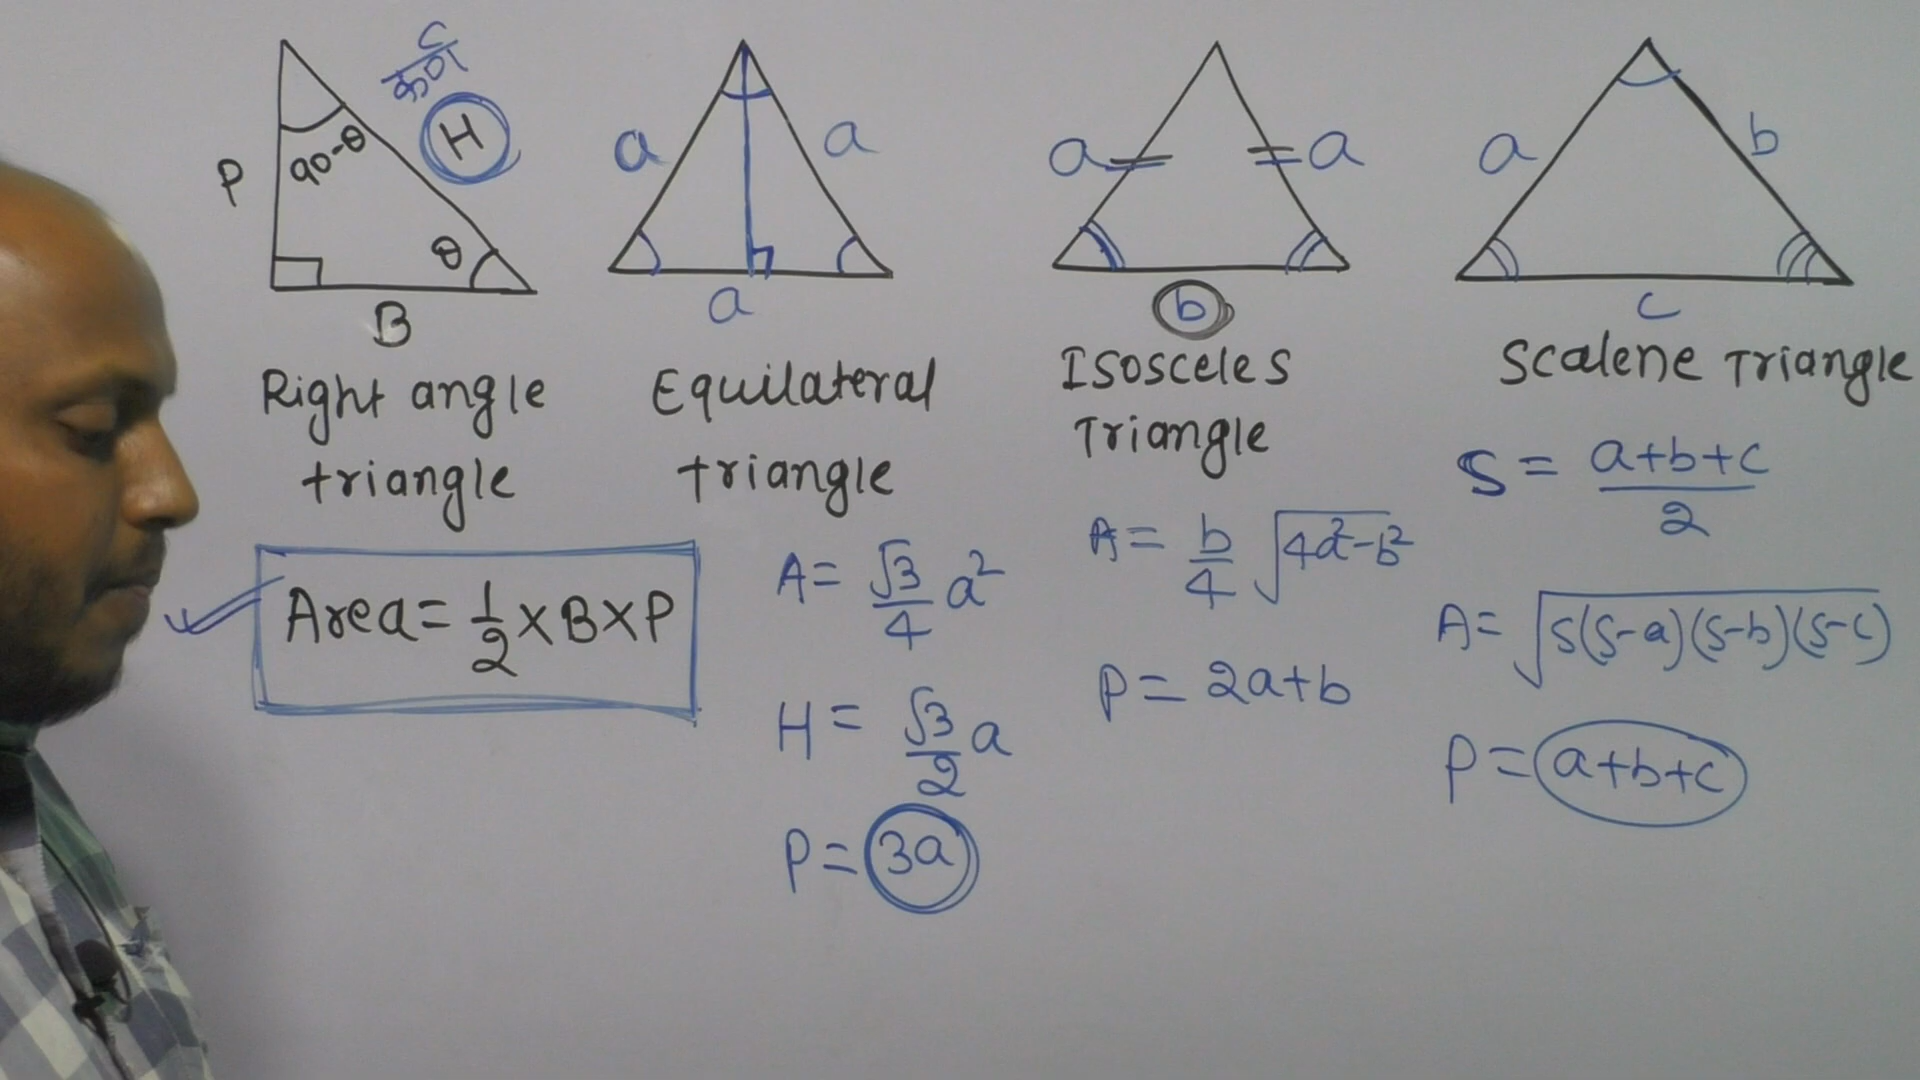 कर्ण
H
P
90-θ
θ
B
Right angle
triangle
Area = 1/2 × B × P
a
a
a
Equilateral
triangle
A = √3/4 a²
H = √3/2 a
P = 3a
a
a
b
Isosceles
Triangle
A = b/4 √(4a²-b²)
P = 2a+b
a
b
c
Scalene Triangle
S = a+b+c/2
A = √S(S-a)(S-b)(S-c)
P = a+b+c